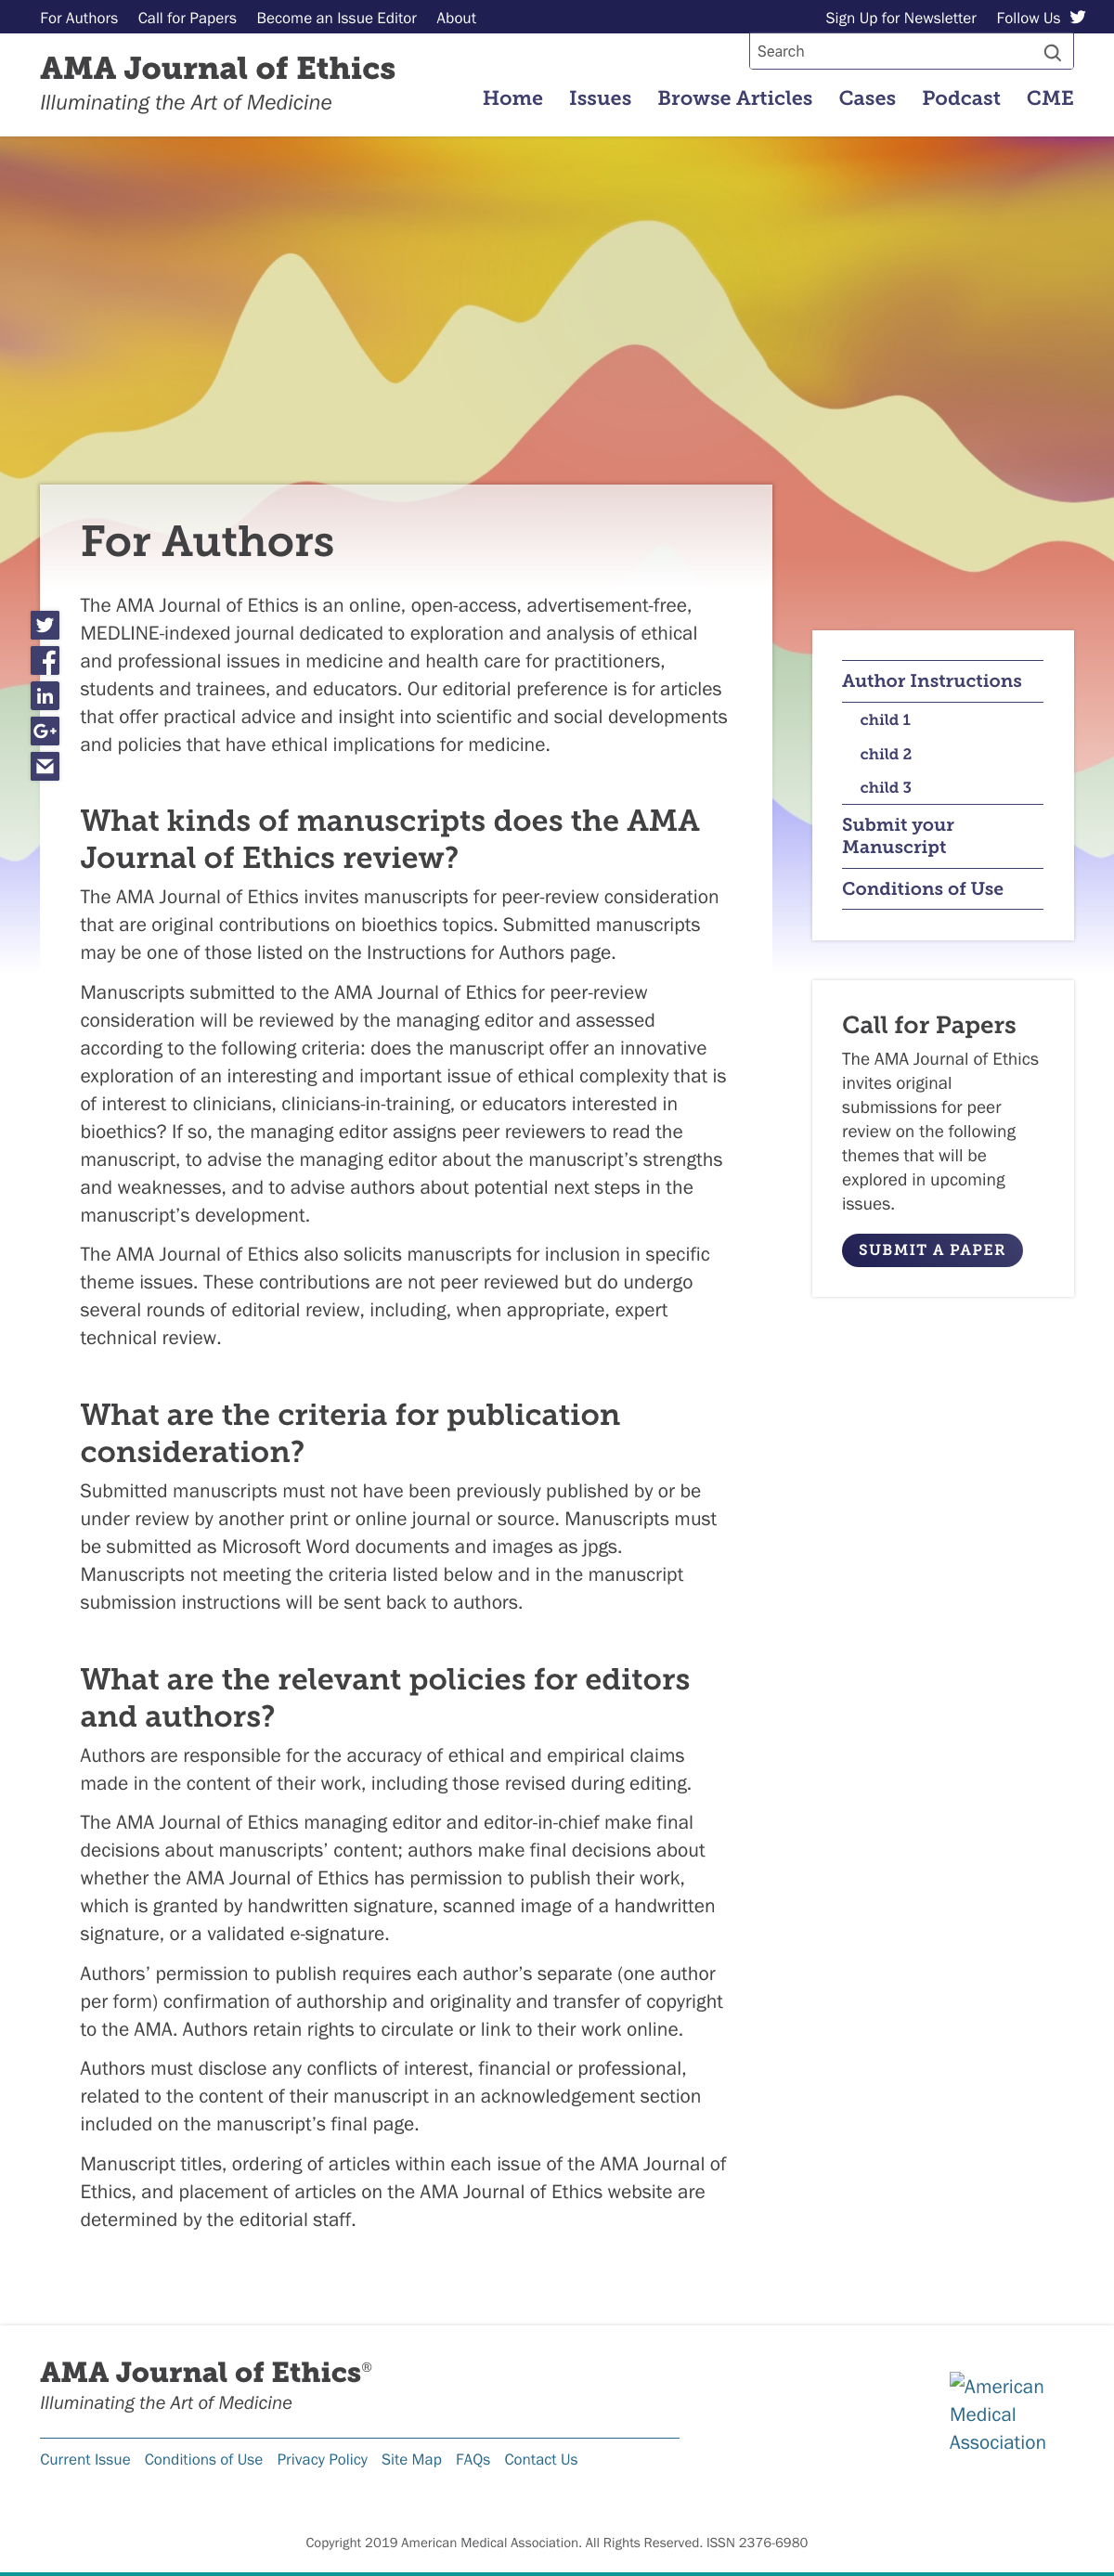 For Authors Call for Papers Become an Issue Editor About Sign Up for Newsletter Follow Us
Search
AMA Journal of Ethics
Illuminating the Art of Medicine
Home Issues Browse Articles Cases Podcast CME
For Authors
The AMA Journal of Ethics is an online, open-access, advertisement-free,
MEDLINE-indexed journal dedicated to exploration and analysis of ethical
and professional issues in medicine and health care for practitioners,
students and trainees, and educators. Our editorial preference is for articles
that offer practical advice and insight into scientific and social developments
and policies that have ethical implications for medicine.
What kinds of manuscripts does the AMA
Journal of Ethics review?
The AMA Journal of Ethics invites manuscripts for peer-review consideration
that are original contributions on bioethics topics. Submitted manuscripts
may be one of those listed on the Instructions for Authors page.
Manuscripts submitted to the AMA Journal of Ethics for peer-review
consideration will be reviewed by the managing editor and assessed
according to the following criteria: does the manuscript offer an innovative
exploration of an interesting and important issue of ethical complexity that is
of interest to clinicians, clinicians-in-training, or educators interested in
bioethics? If so, the managing editor assigns peer reviewers to read the
manuscript, to advise the managing editor about the manuscript’s strengths
and weaknesses, and to advise authors about potential next steps in the
manuscript’s development.
The AMA Journal of Ethics also solicits manuscripts for inclusion in specific
theme issues. These contributions are not peer reviewed but do undergo
several rounds of editorial review, including, when appropriate, expert
technical review.
What are the criteria for publication
consideration?
Submitted manuscripts must not have been previously published by or be
under review by another print or online journal or source. Manuscripts must
be submitted as Microsoft Word documents and images as jpgs.
Manuscripts not meeting the criteria listed below and in the manuscript
submission instructions will be sent back to authors.
What are the relevant policies for editors
and authors?
Authors are responsible for the accuracy of ethical and empirical claims
made in the content of their work, including those revised during editing.
The AMA Journal of Ethics managing editor and editor-in-chief make final
decisions about manuscripts’ content; authors make final decisions about
whether the AMA Journal of Ethics has permission to publish their work,
which is granted by handwritten signature, scanned image of a handwritten
signature, or a validated e-signature.
Authors’ permission to publish requires each author’s separate (one author
per form) confirmation of authorship and originality and transfer of copyright
to the AMA. Authors retain rights to circulate or link to their work online.
Authors must disclose any conflicts of interest, financial or professional,
related to the content of their manuscript in an acknowledgement section
included on the manuscript’s final page.
Manuscript titles, ordering of articles within each issue of the AMA Journal of
Ethics, and placement of articles on the AMA Journal of Ethics website are
determined by the editorial staff.
Author Instructions
child 1
child 2
child 3
Submit your
Manuscript
Conditions of Use
Call for Papers
The AMA Journal of Ethics
invites original
submissions for peer
review on the following
themes that will be
explored in upcoming
issues.
SUBMIT A PAPER
AMA Journal of Ethics®
Illuminating the Art of Medicine
Current Issue Conditions of Use Privacy Policy Site Map FAQs Contact Us
American
Medical
Association
Copyright 2019 American Medical Association. All Rights Reserved. ISSN 2376-6980